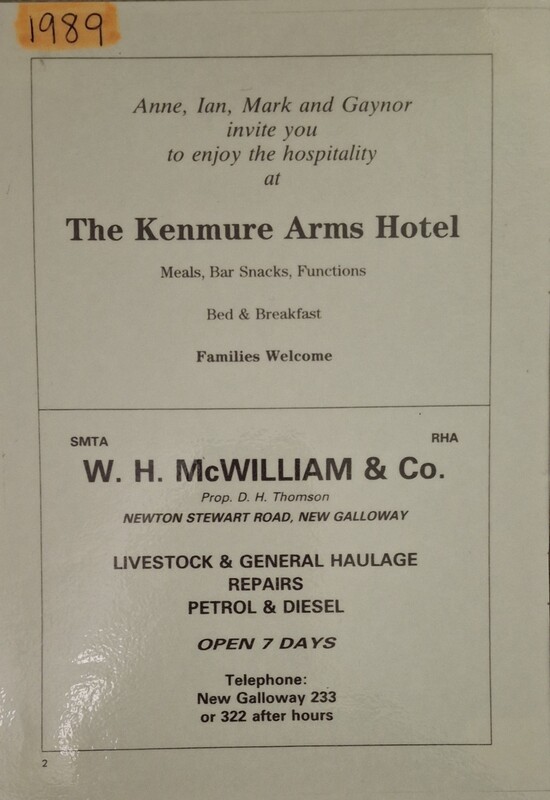 1989
Anne, Ian, Mark and Gaynor
invite you
to enjoy the hospitality
at
The Kenmure Arms Hotel
Meals, Bar Snacks, Functions
Bed & Breakfast
Families Welcome
SMTA RHA
W. H. McWILLIAM & Co.
Prop. D. H. Thomson
NEWTON STEWART ROAD, NEW GALLOWAY
LIVESTOCK & GENERAL HAULAGE
REPAIRS
PETROL & DIESEL
OPEN 7 DAYS
Telephone:
New Galloway 233
or 322 after hours
2